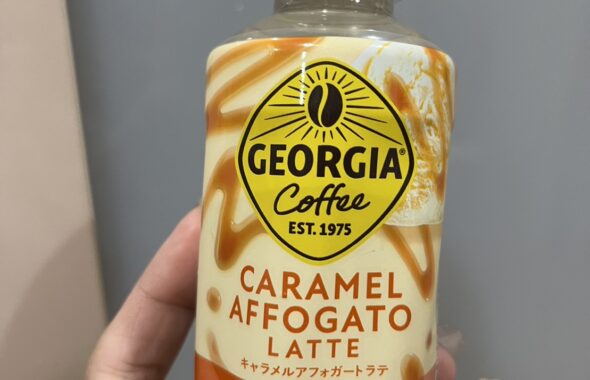 GEORGIA®
Coffee
EST. 1975
CARAMEL
AFFOGATO
LATTE
キャラメルアフォガートラテ